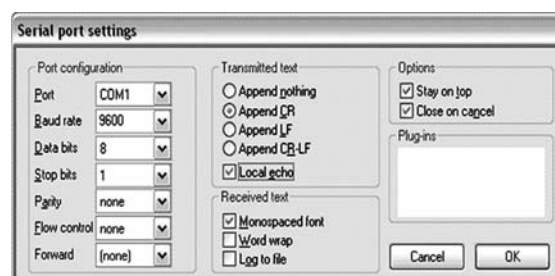 Serial port settings
Port configuration
Port COM1
Baud rate 9600
Data bits 8
Stop bits 1
Parity none
Flow control none
Forward (none)
Transmitted text
Append nothing
Append CR
Append LF
Append CR-LF
Local echo
Received text
Monospaced font
Word wrap
Log to file
Options
Stay on top
Close on cancel
Plug-ins
Cancel OK